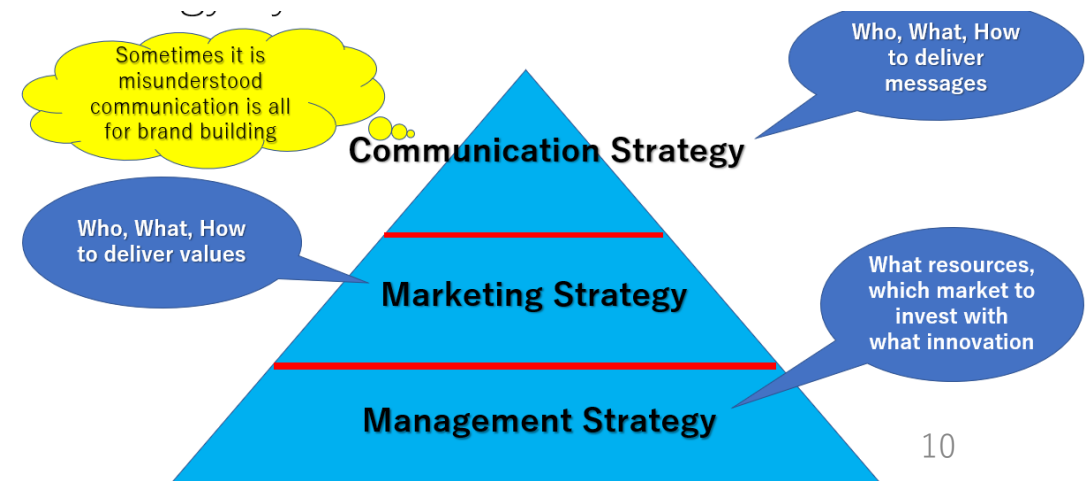 Sometimes it is
misunderstood
communication is all
for brand building
Who, What, How
to deliver
messages
Communication Strategy
Who, What, How
to deliver values
Marketing Strategy
What resources,
which market to
invest with
what innovation
Management Strategy
10